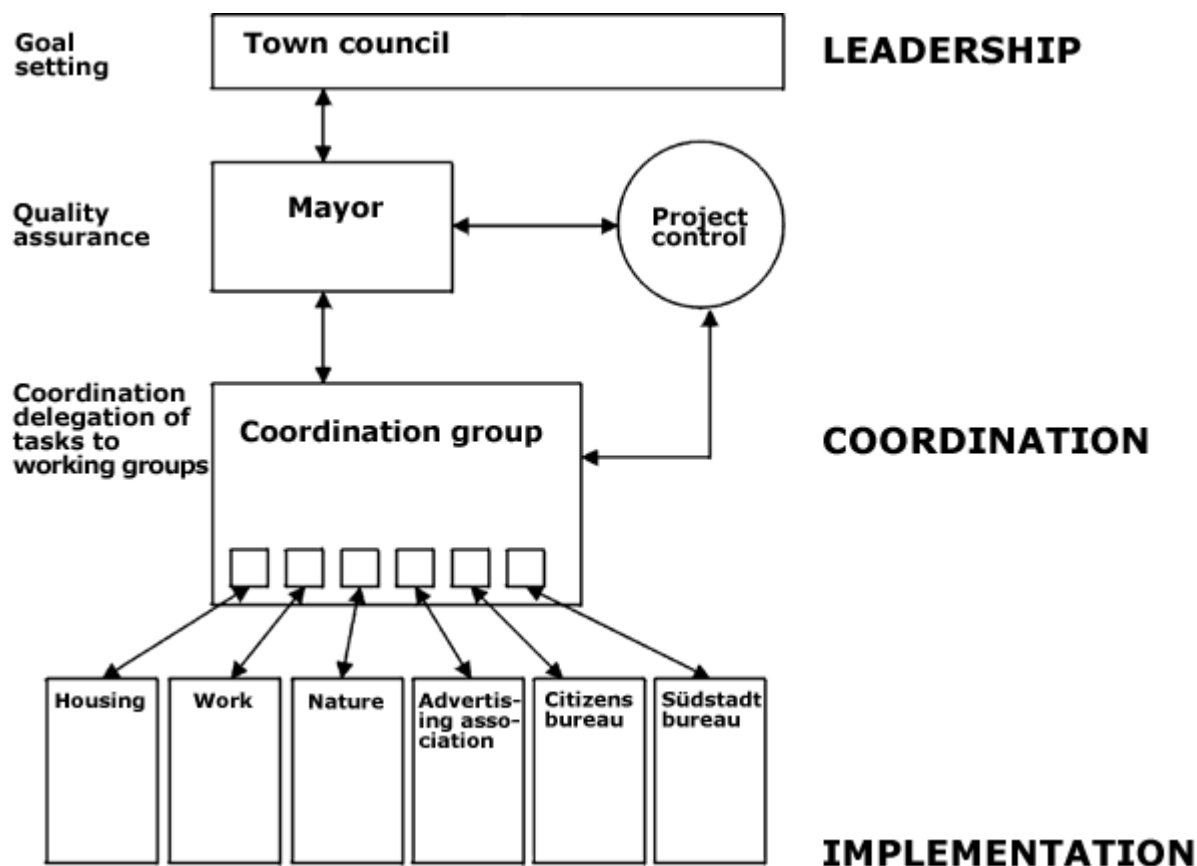 Goal
setting
Town council
LEADERSHIP
Quality
assurance
Mayor
Project
control
Coordination
delegation of
tasks to
working groups
Coordination group
COORDINATION
Housing
Work
Nature
Advertis-
ing asso-
ciation
Citizens
bureau
Südstadt
bureau
IMPLEMENTATION